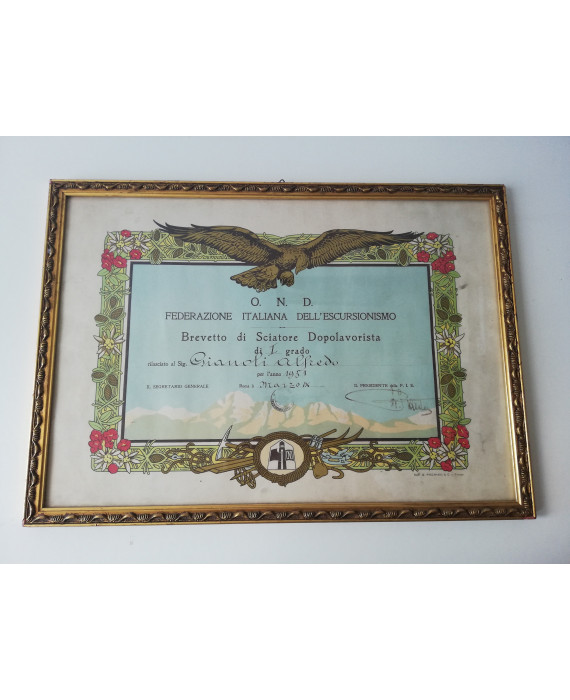 O. N. D.
FEDERAZIONE ITALIANA DELL'ESCURSIONISMO
Brevetto di Sciatore Dopolavorista
di I grado
rilasciato al Sig. Gianoli Alfredo
per l'anno 1951
IL SEGRETARIO GENERALE Roma li Marzo IL PRESIDENTE della F. I. E.